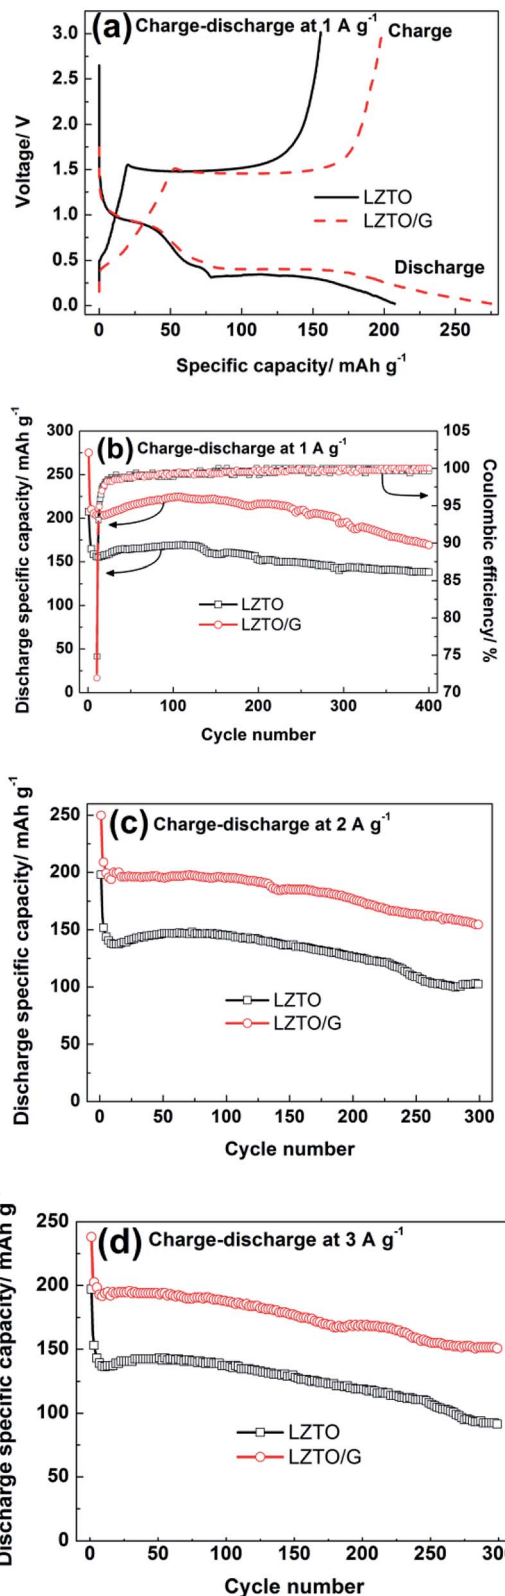 (a) Charge-discharge at 1 A g-1
Charge
3.0
2.5
2.0
1.5
1.0
0.5
0.0
Voltage/ V
LZTO
LZTO/G
Discharge
0 50 100 150 200 250
Specific capacity/ mAh g-1
(b) Charge-discharge at 1 A g-1
300
250
200
150
100
50
0
Discharge specific capacity/ mAh g-1
105
100
95
90
85
80
75
70
Coulombic efficiency/ %
LZTO
LZTO/G
0 100 200 300 400
Cycle number
(c) Charge-discharge at 2 A g-1
250
200
150
100
50
0
Discharge specific capacity/ mAh g-1
LZTO
LZTO/G
0 50 100 150 200 250 300
Cycle number
(d) Charge-discharge at 3 A g-1
250
200
150
100
50
0
Discharge specific capacity/ mAh g
LZTO
LZTO/G
0 50 100 150 200 250 300
Cycle number